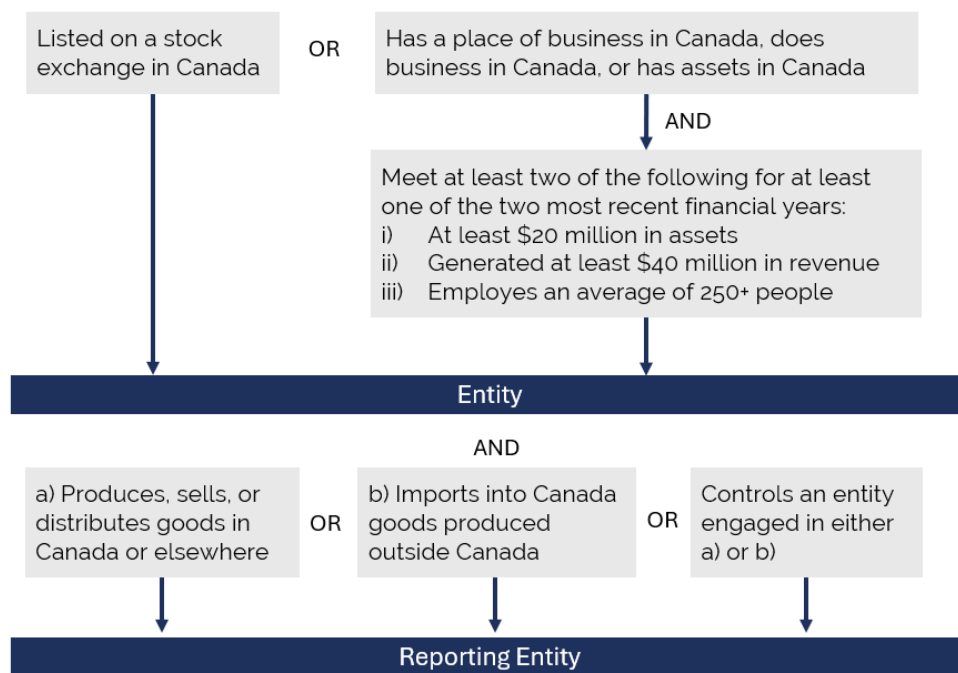 Listed on a stock
exchange in Canada
OR
Has a place of business in Canada, does
business in Canada, or has assets in Canada
AND
Meet at least two of the following for at least
one of the two most recent financial years:
i) At least $20 million in assets
ii) Generated at least $40 million in revenue
iii) Employes an average of 250+ people
Entity
AND
a) Produces, sells, or
distributes goods in
Canada or elsewhere
OR
b) Imports into Canada
goods produced
outside Canada
OR
Controls an entity
engaged in either
a) or b)
Reporting Entity